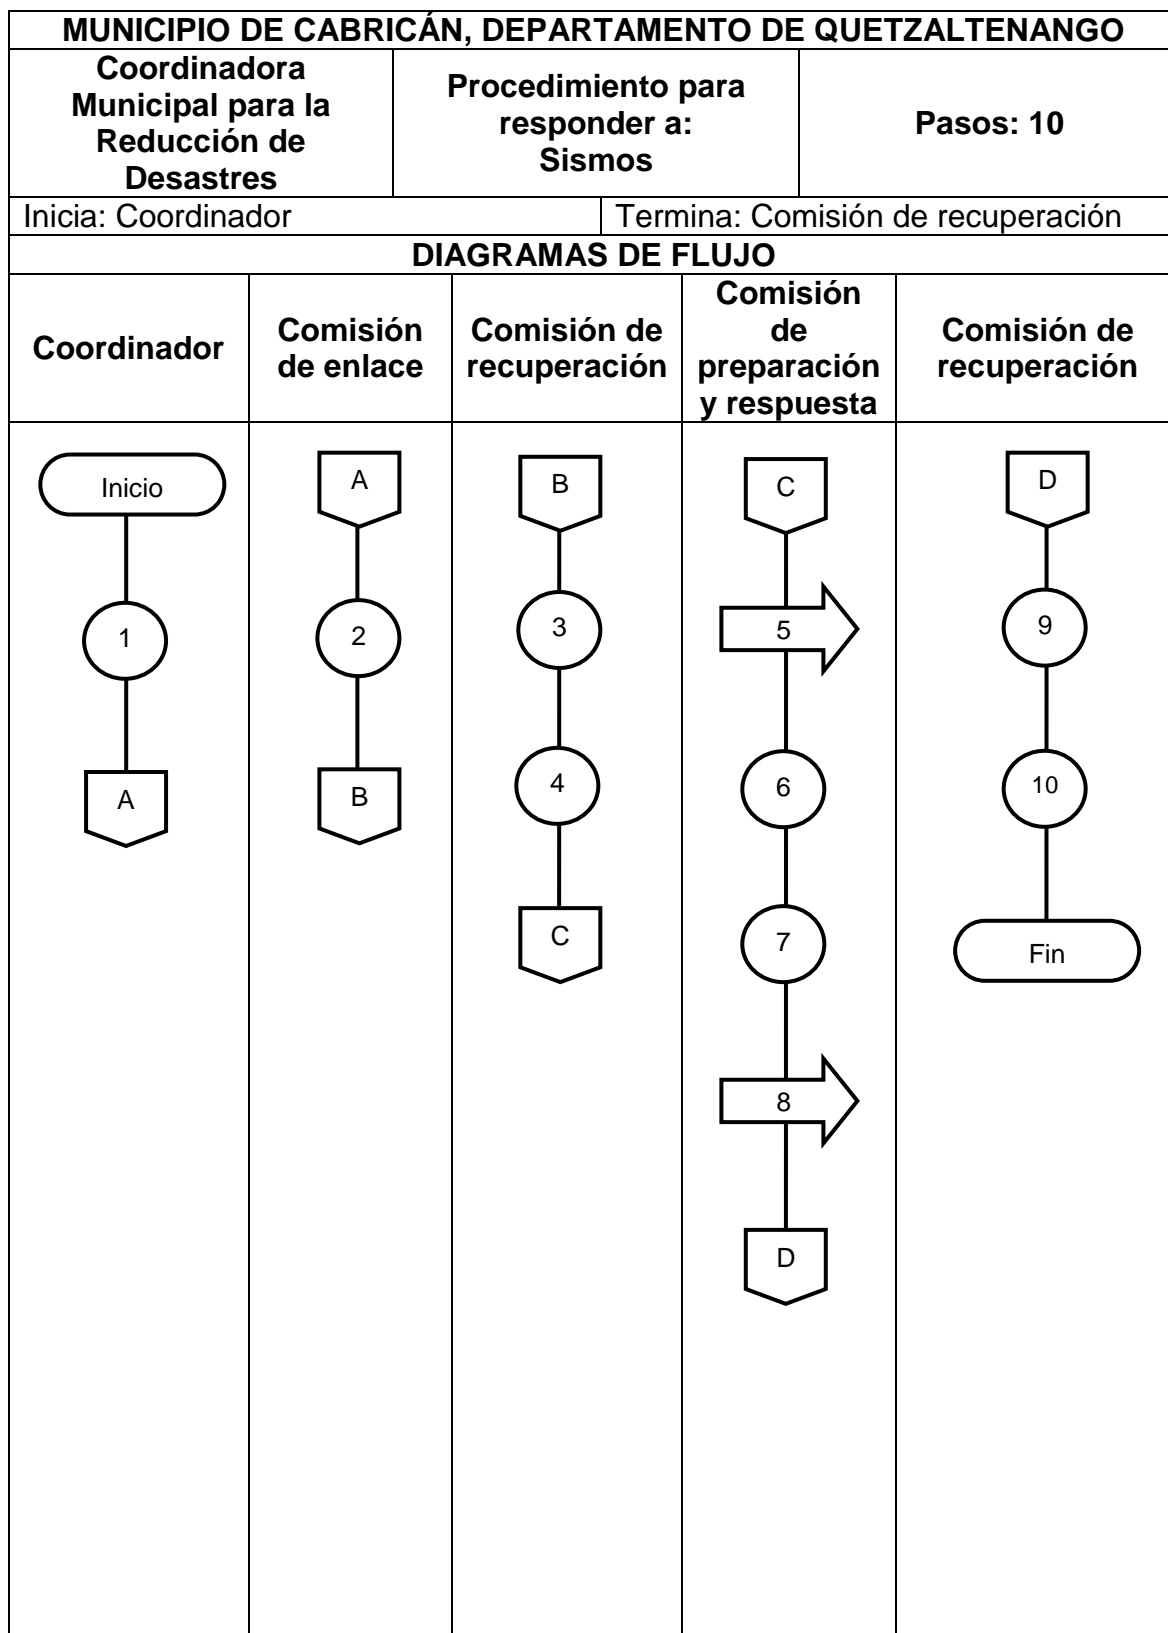 MUNICIPIO DE CABRICÁN, DEPARTAMENTO DE QUETZALTENANGO
Coordinadora
Municipal para la
Reducción de
Desastres
Procedimiento para
responder a:
Sismos
Pasos: 10
Inicia: Coordinador
Termina: Comisión de recuperación
DIAGRAMAS DE FLUJO
Coordinador
Comisión
de enlace
Comisión de
recuperación
Comisión
de
preparación
y respuesta
Comisión de
recuperación
Inicio
1
A
A
2
B
B
3
4
C
C
5
6
7
8
D
D
9
10
Fin